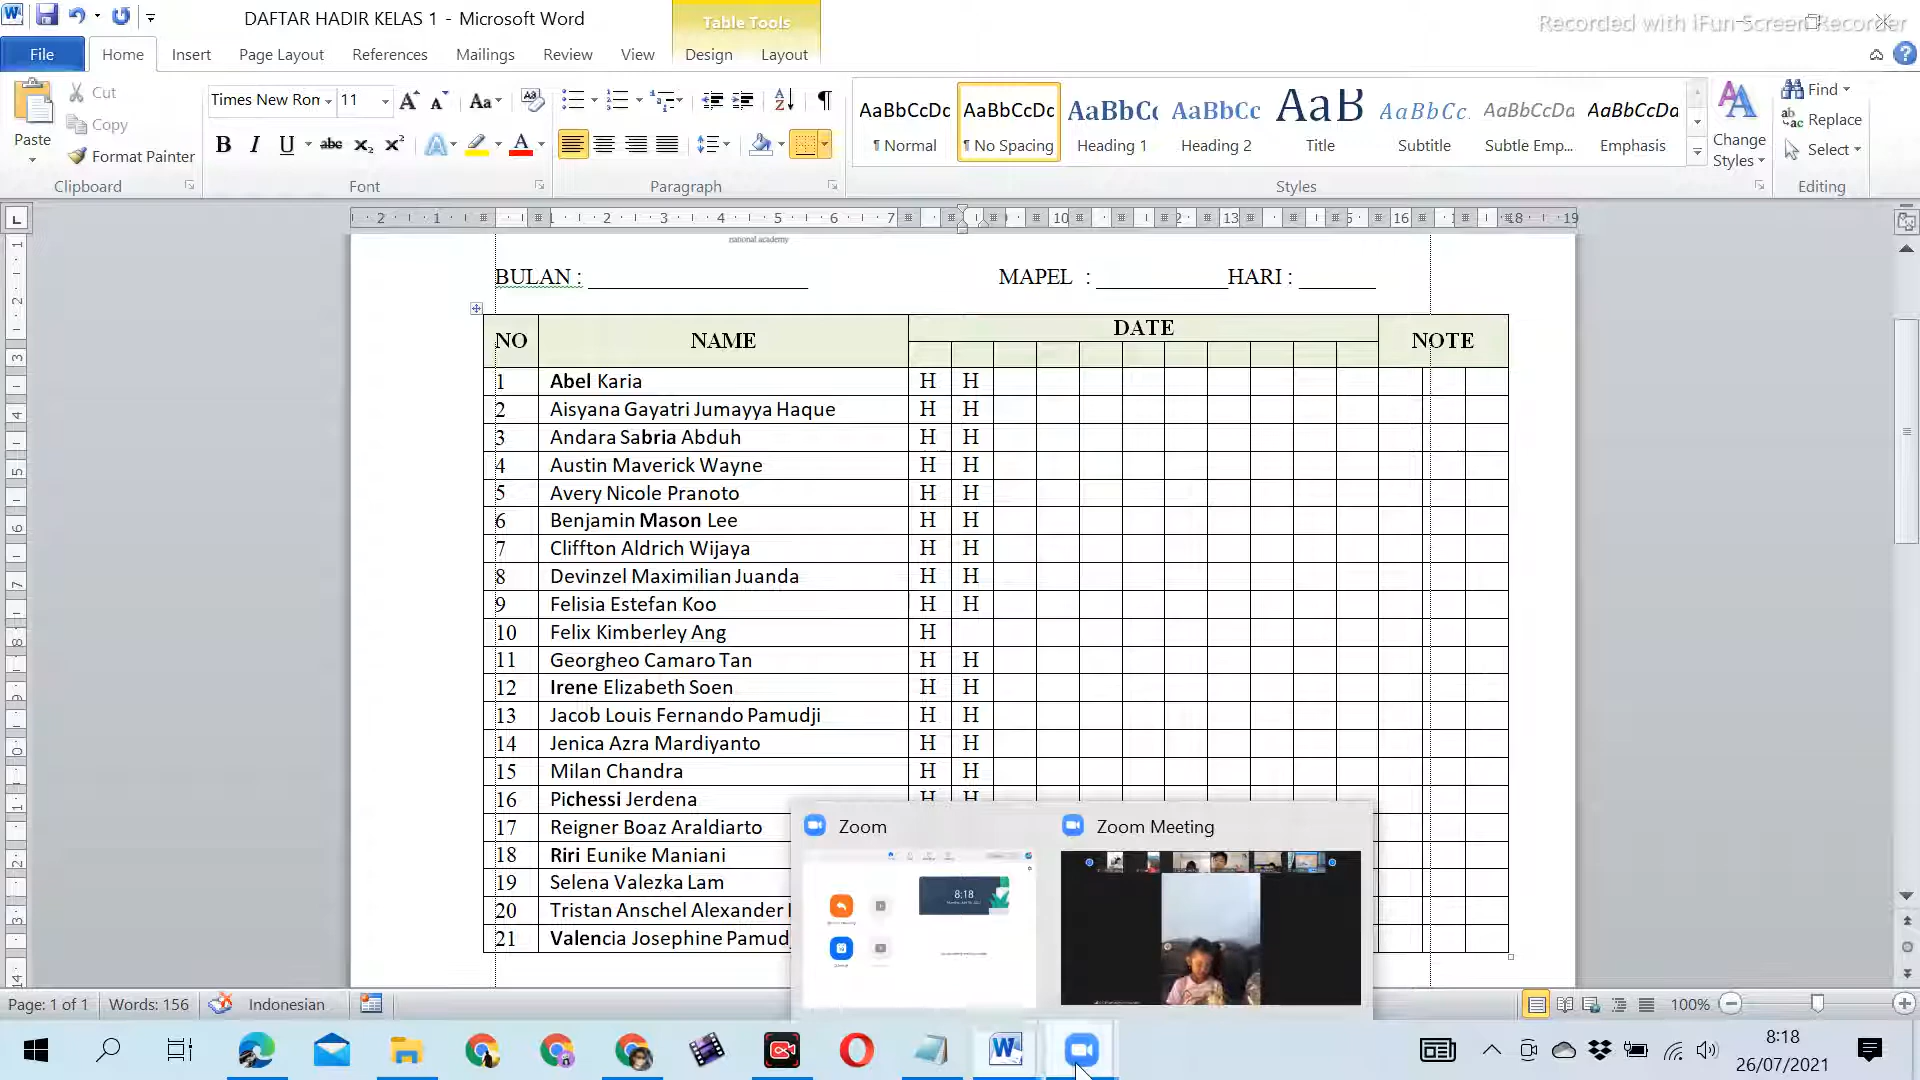 DAFTAR HADIR KELAS 1 - Microsoft Word
Table Tools
Recorded with iFun Screen Recorder
File Home Insert Page Layout References Mailings Review View Design Layout
Cut
Copy
Format Painter
Paste
Clipboard
Times New Rom 11
Font
Paragraph
AaBbCcDc AaBbCcDc AaBbCc AaBbCc AaB AaBbCc. AaBbCcDa AaBbCcDa
¶ Normal ¶ No Spacing Heading 1 Heading 2 Title Subtitle Subtle Emp... Emphasis
Styles
Change Styles
Find
Replace
Select
Editing
national academy
BULAN : MAPEL : HARI :
NO NAME DATE NOTE
1 Abel Karia H H
2 Aisyana Gayatri Jumayya Haque H H
3 Andara Sabria Abduh H H
4 Austin Maverick Wayne H H
5 Avery Nicole Pranoto H H
6 Benjamin Mason Lee H H
7 Cliffton Aldrich Wijaya H H
8 Devinzel Maximilian Juanda H H
9 Felisia Estefan Koo H H
10 Felix Kimberley Ang H
11 Georgheo Camaro Tan H H
12 Irene Elizabeth Soen H H
13 Jacob Louis Fernando Pamudji H H
14 Jenica Azra Mardiyanto H H
15 Milan Chandra H H
16 Pichessi Jerdena H H
17 Reigner Boaz Araldiarto
18 Riri Eunike Maniani
19 Selena Valezka Lam
20 Tristan Anschel Alexander
21 Valencia Josephine Pamud
Zoom
Zoom Meeting
8:18
Page: 1 of 1 Words: 156 Indonesian 100%
8:18
26/07/2021